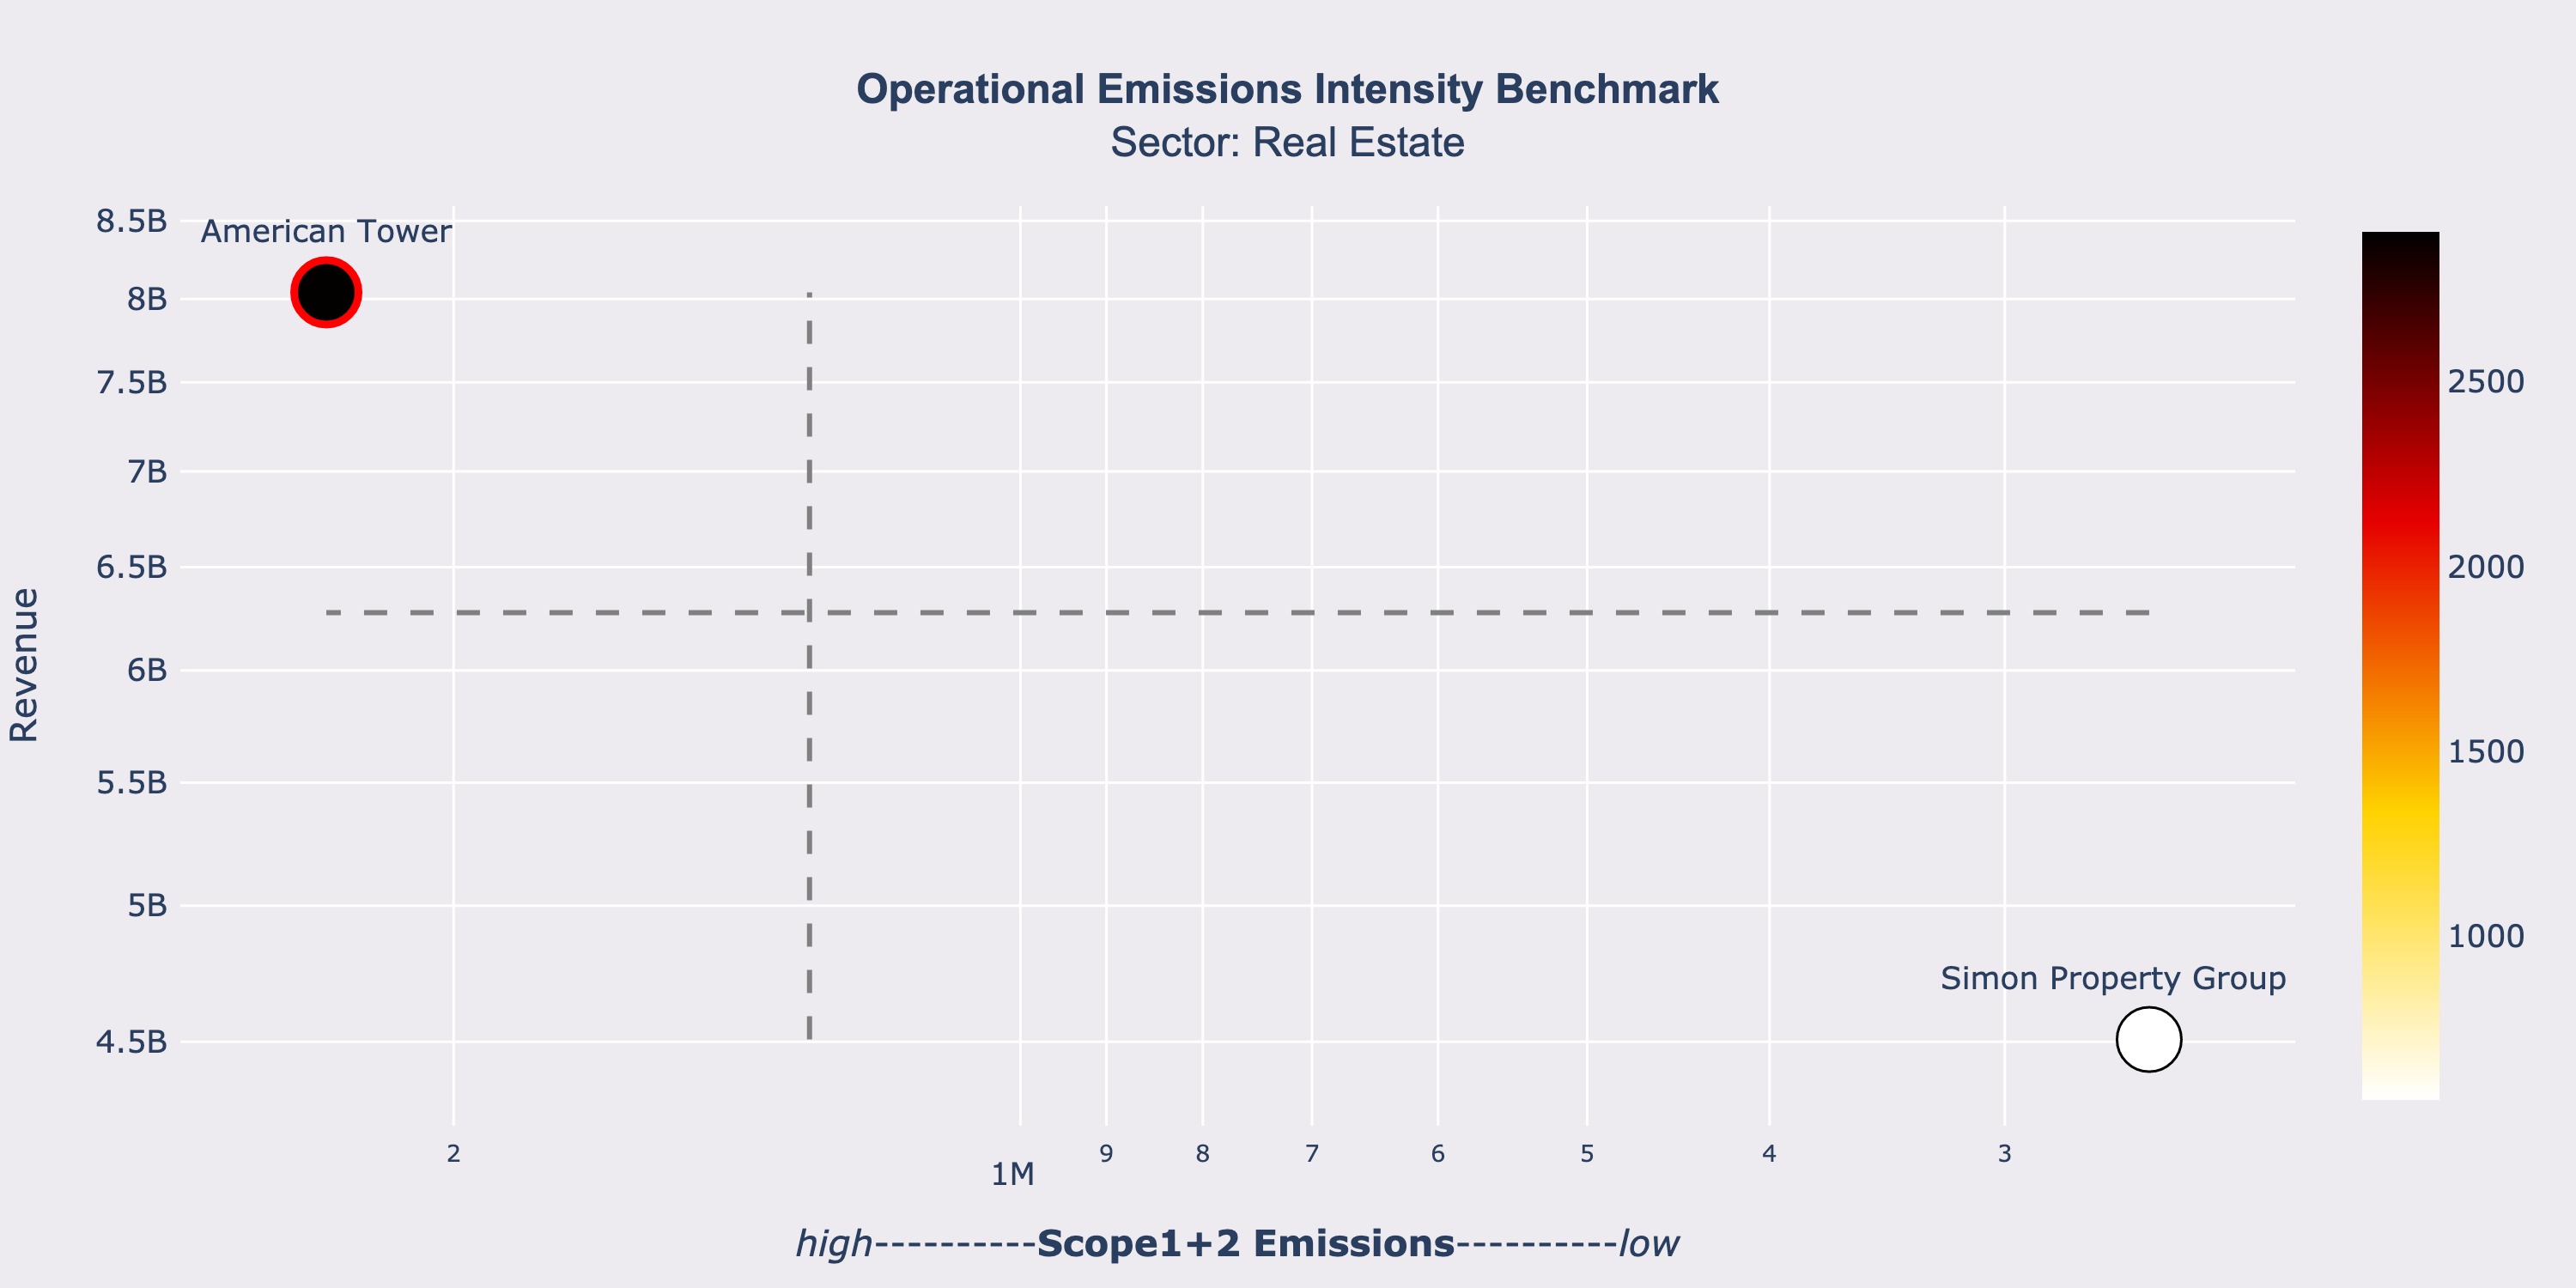 Operational Emissions Intensity Benchmark
Sector: Real Estate
8.5B
American Tower
8B
7.5B
7B
6.5B
6B
5.5B
5B
4.5B
Revenue
Simon Property Group
2500
2000
1500
1000
2
1M
9
8
7
6
5
4
3
high----------Scope1+2 Emissions----------low